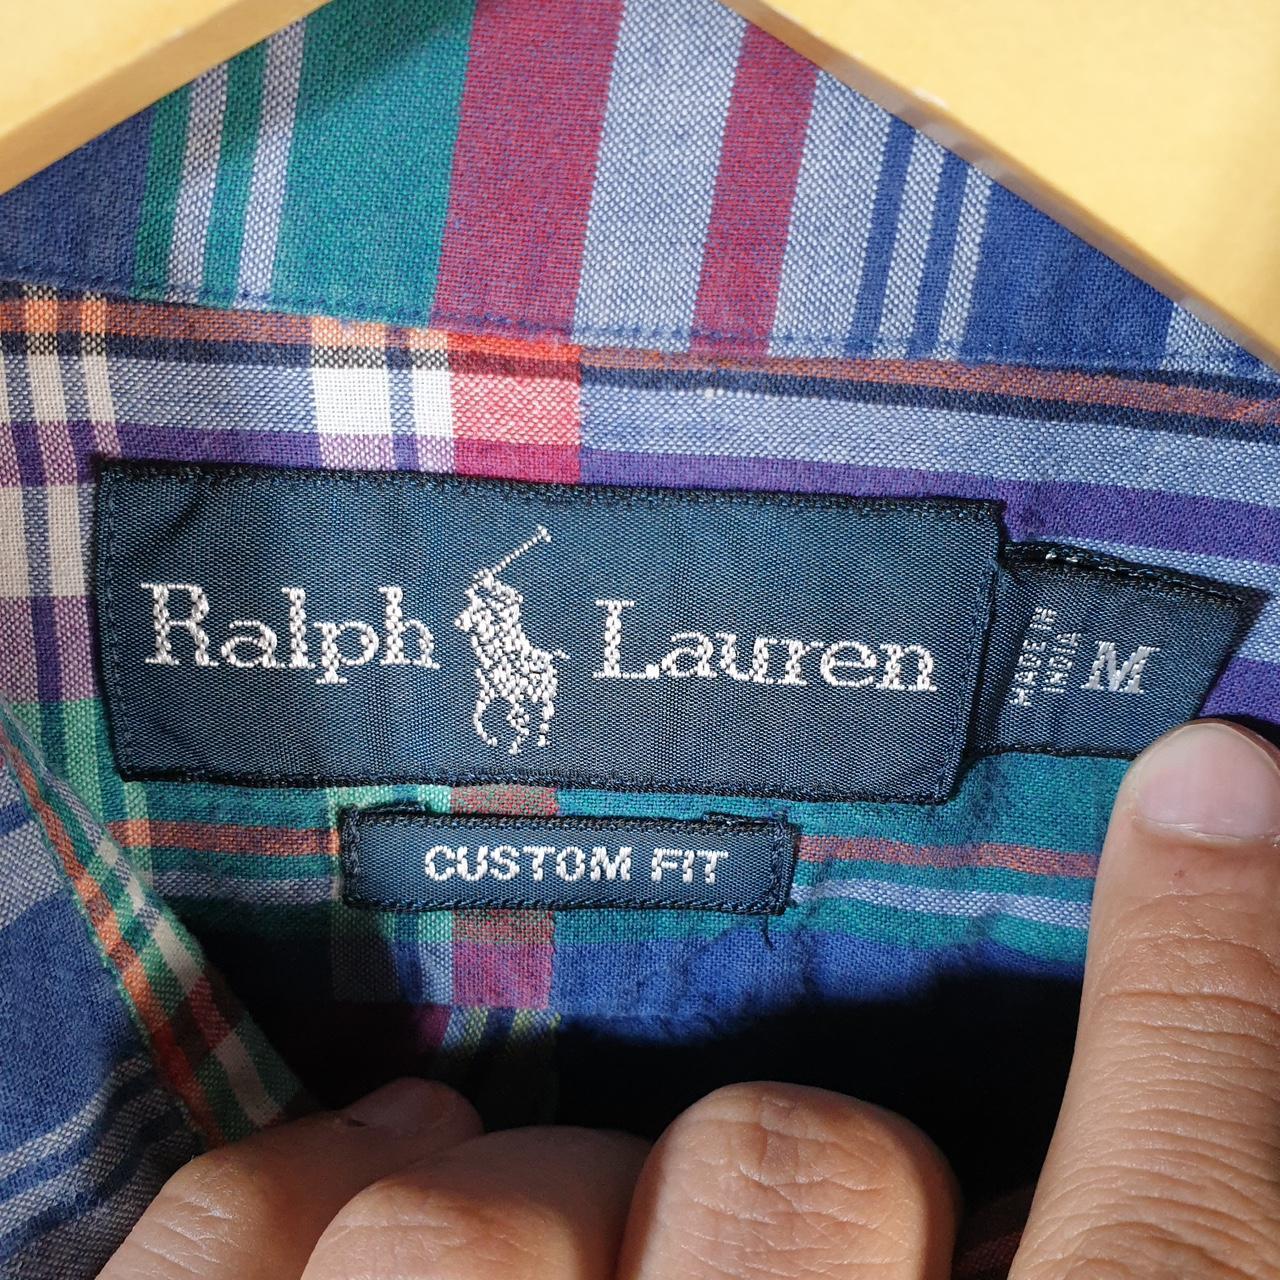 Ralph Lauren
MADE IN
INDIA
M
CUSTOM FIT